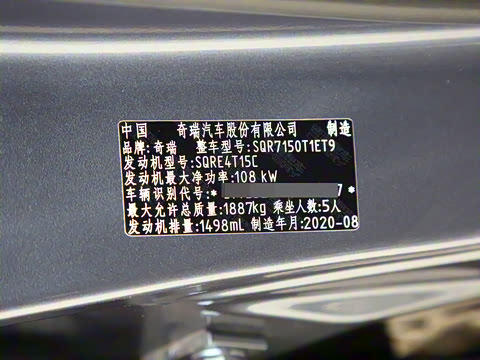 中国 奇瑞汽车股份有限公司 制造
品牌:奇瑞 整车型号:SQR7150T1ET9
发动机型号:SQRE4T15C
发动机最大净功率:108 kW
车辆识别代号:* 7 *
最大允许总质量:1887kg 乘坐人数:5人
发动机排量:1498mL 制造年月:2020-08